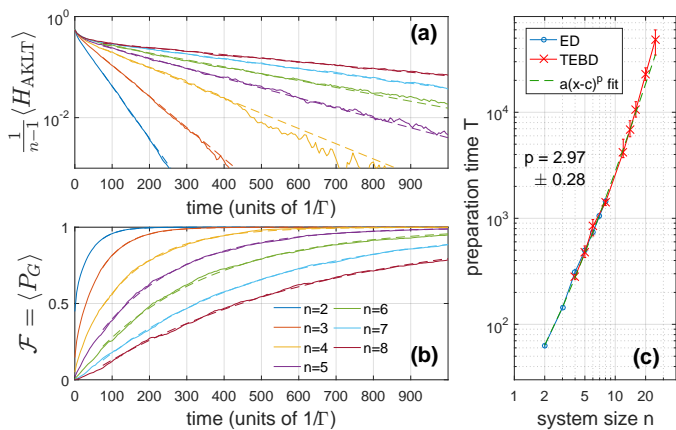 (a)
1/(n-1) ⟨H_AKLT⟩
10^-2
0 100 200 300 400 500 600 700 800 900
time (units of 1/Γ)
(b)
F = ⟨P_G⟩
1
0.5
0
n=2
n=3
n=4
n=5
n=6
n=7
n=8
0 100 200 300 400 500 600 700 800 900
time (units of 1/Γ)
ED
TEBD
a(x-c)^p fit
p = 2.97
± 0.28
(c)
preparation time T
10^4
10^3
10^2
1 2 5 10 20
system size n